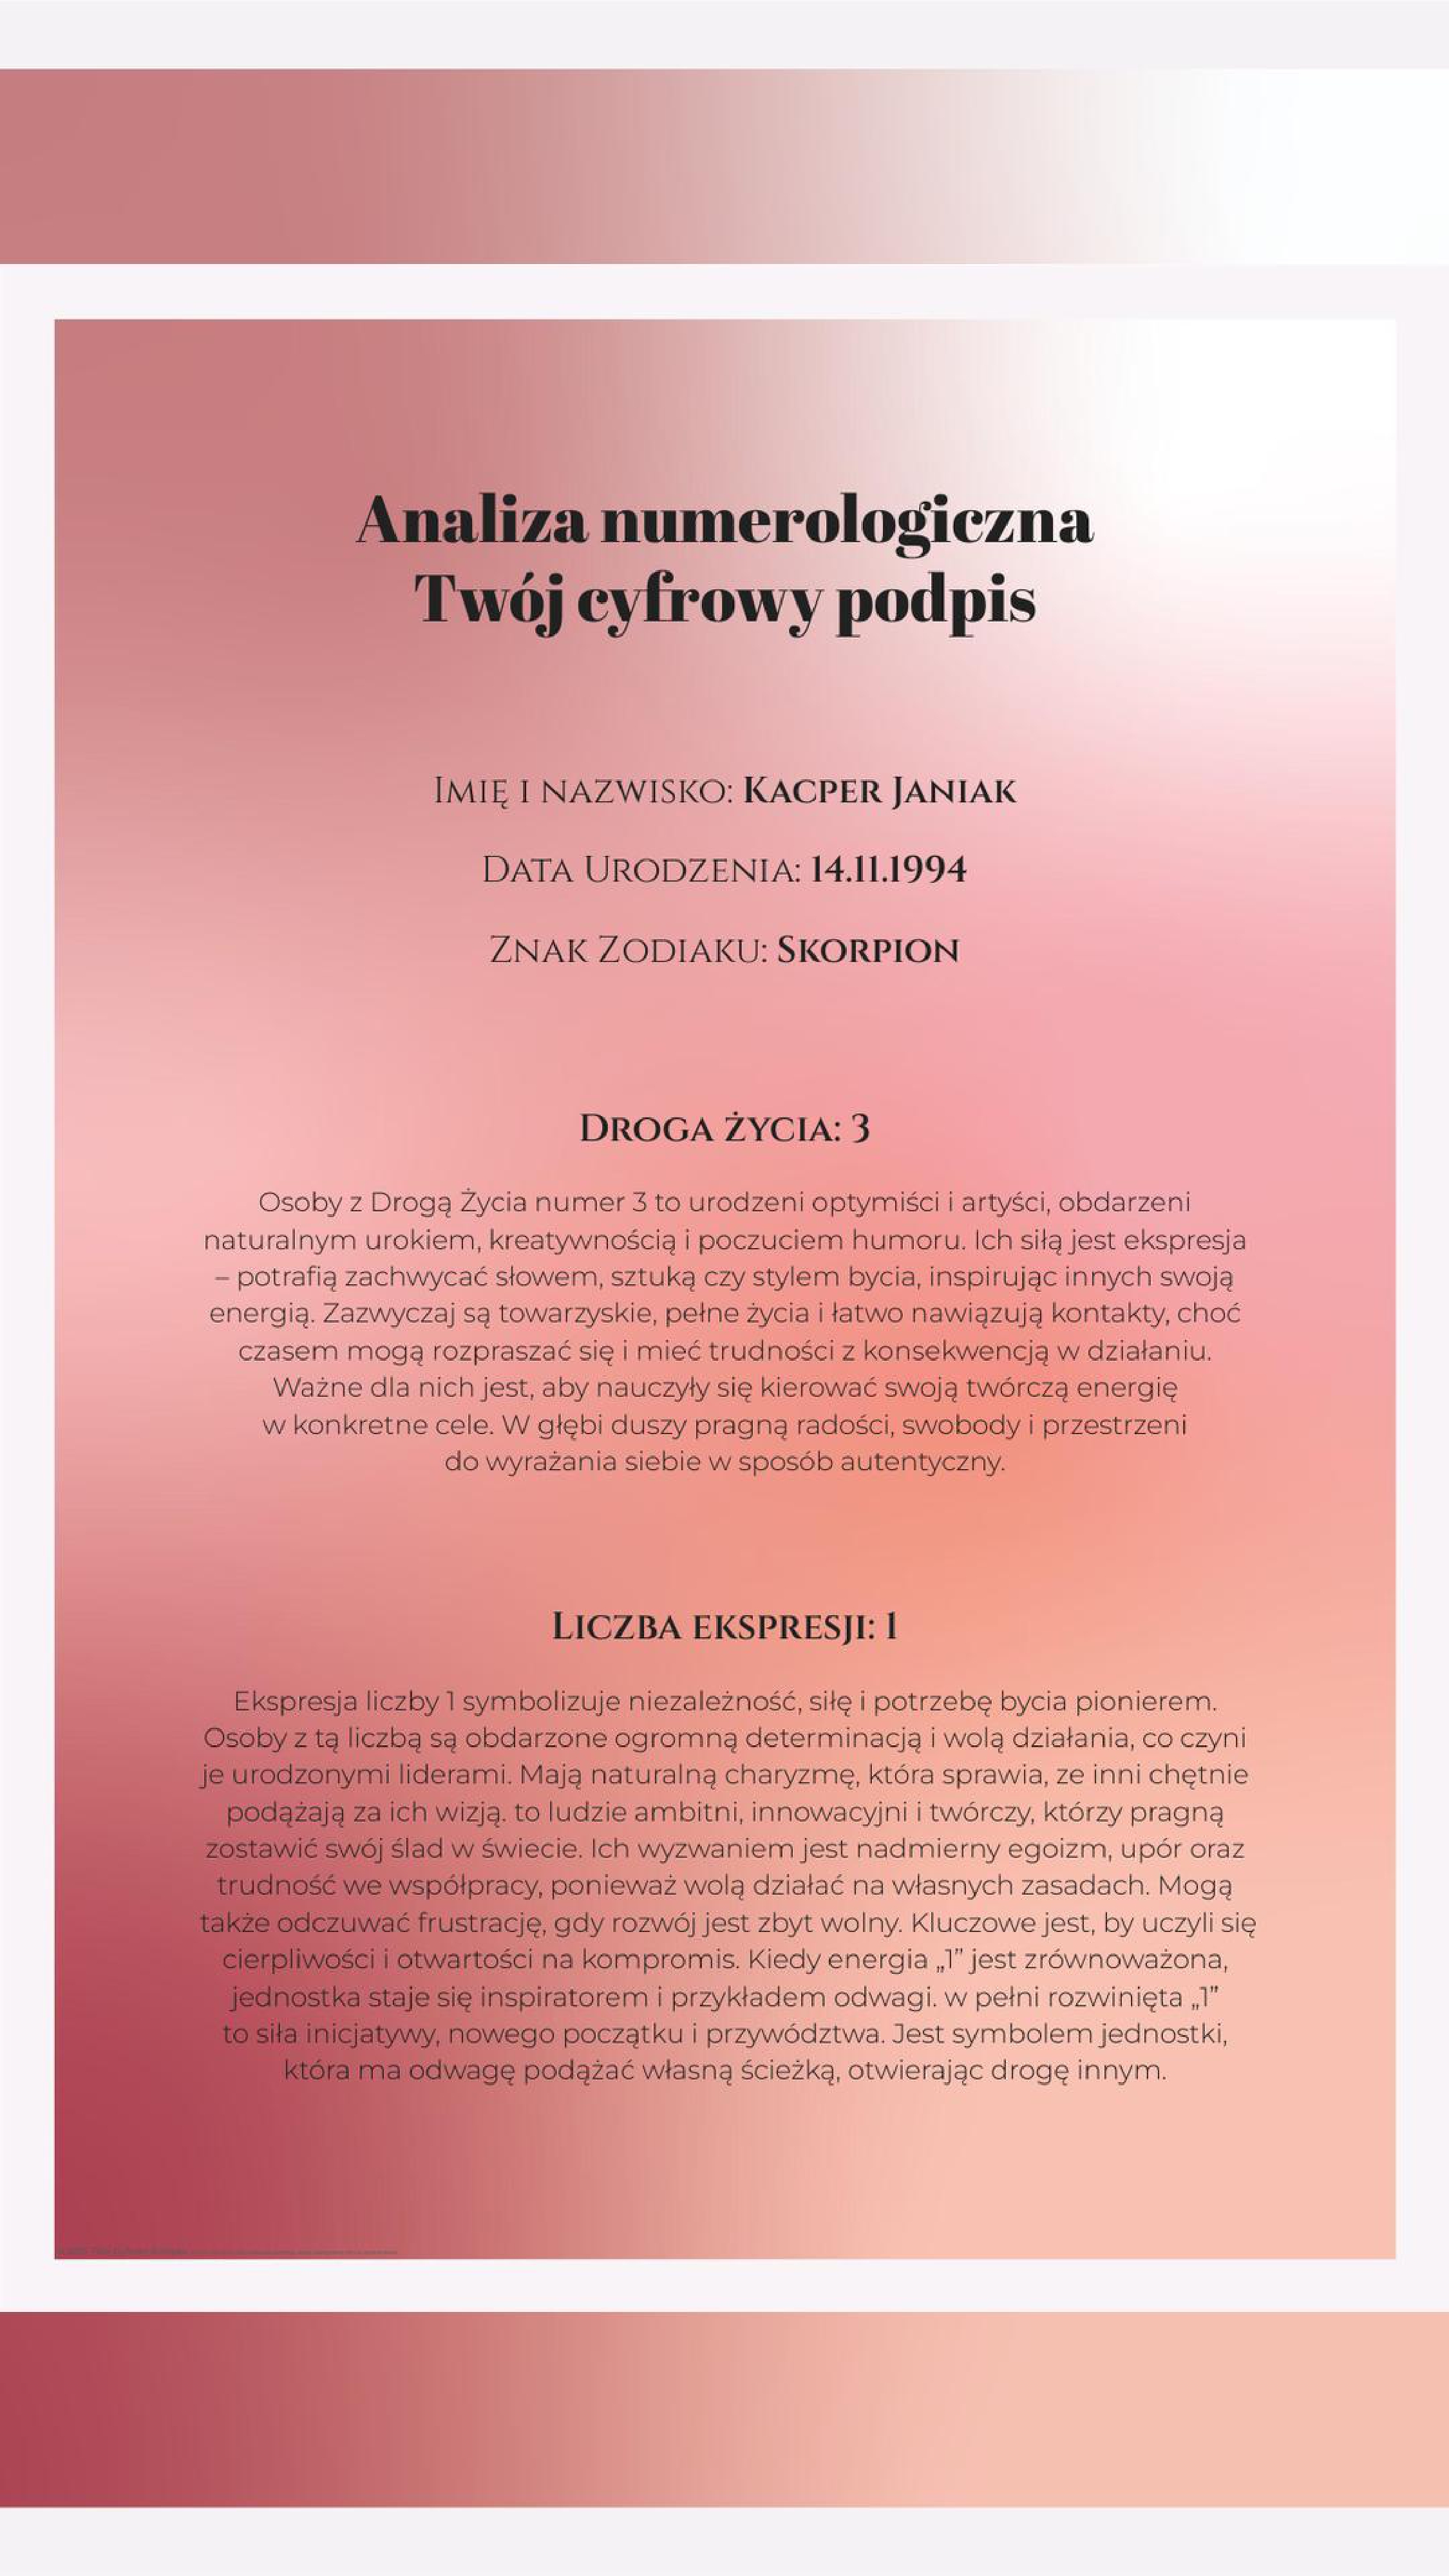 Analiza numerologiczna
Twój cyfrowy podpis
Imię i nazwisko: Kacper Janiak
Data Urodzenia: 14.11.1994
Znak Zodiaku: Skorpion
Droga życia: 3
Osoby z Drogą Życia numer 3 to urodzeni optymiści i artyści, obdarzeni
naturalnym urokiem, kreatywnością i poczuciem humoru. Ich siłą jest ekspresja
– potrafią zachwycać słowem, sztuką czy stylem bycia, inspirując innych swoją
energią. Zazwyczaj są towarzyskie, pełne życia i łatwo nawiązują kontakty, choć
czasem mogą rozpraszać się i mieć trudności z konsekwencją w działaniu.
Ważne dla nich jest, aby nauczyły się kierować swoją twórczą energię
w konkretne cele. W głębi duszy pragną radości, swobody i przestrzeni
do wyrażania siebie w sposób autentyczny.
Liczba ekspresji: 1
Ekspresja liczby 1 symbolizuje niezależność, siłę i potrzebę bycia pionierem.
Osoby z tą liczbą są obdarzone ogromną determinacją i wolą działania, co czyni
je urodzonymi liderami. Mają naturalną charyzmę, która sprawia, ze inni chętnie
podążają za ich wizją. to ludzie ambitni, innowacyjni i twórczy, którzy pragną
zostawić swój ślad w świecie. Ich wyzwaniem jest nadmierny egoizm, upór oraz
trudność we współpracy, ponieważ wolą działać na własnych zasadach. Mogą
także odczuwać frustrację, gdy rozwój jest zbyt wolny. Kluczowe jest, by uczyli się
cierpliwości i otwartości na kompromis. Kiedy energia „1” jest zrównoważona,
jednostka staje się inspiratorem i przykładem odwagi. w pełni rozwinięta „1”
to siła inicjatywy, nowego początku i przywództwa. Jest symbolem jednostki,
która ma odwagę podążać własną ścieżką, otwierając drogę innym.